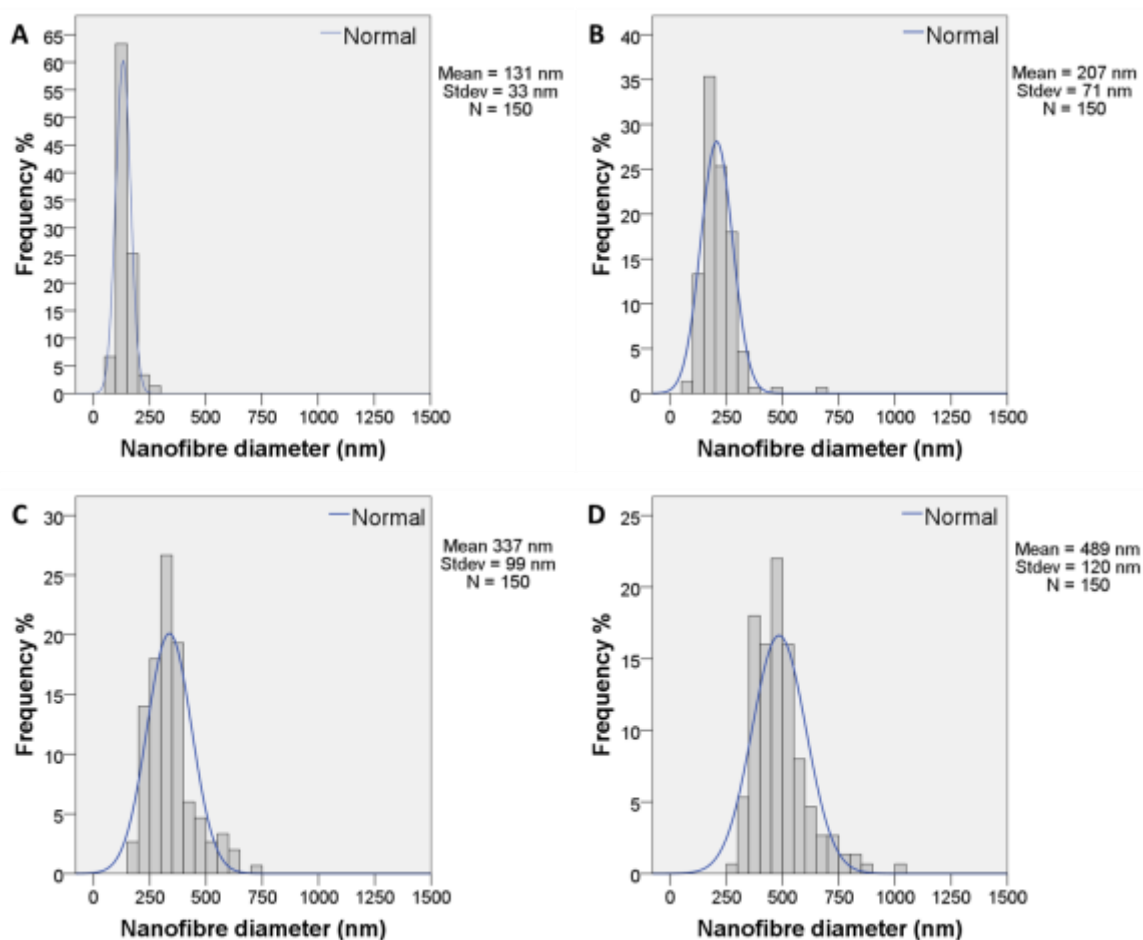 A
Normal
Mean = 131 nm
Stdev = 33 nm
N = 150
Frequency %
65
60
55
50
45
40
35
30
25
20
15
10
5
0
0 250 500 750 1000 1250 1500
Nanofibre diameter (nm)
B
Normal
Mean = 207 nm
Stdev = 71 nm
N = 150
Frequency %
40
35
30
25
20
15
10
5
0
0 250 500 750 1000 1250 1500
Nanofibre diameter (nm)
C
Normal
Mean 337 nm
Stdev = 99 nm
N = 150
Frequency %
30
25
20
15
10
5
0
0 250 500 750 1000 1250 1500
Nanofibre diameter (nm)
D
Normal
Mean = 489 nm
Stdev = 120 nm
N = 150
Frequency %
25
20
15
10
5
0
0 250 500 750 1000 1250 1500
Nanofibre diameter (nm)